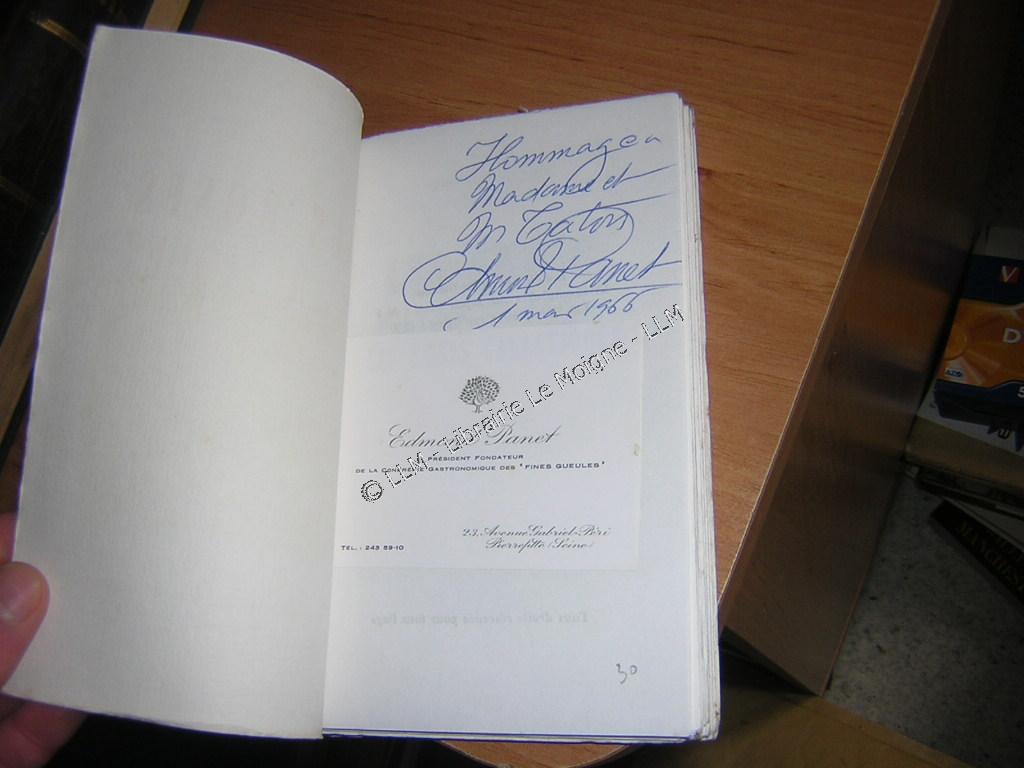 Hommage a
Madame et
M Caton
Edmond Panet
1 mai 1966
Edmond Panet
PRÉSIDENT FONDATEUR
DE LA CONFRÉRIE GASTRONOMIQUE DES "FINES GUEULES"
23, Avenue Gabriel-Péri
Pierrefitte (Seine)
TEL. : 243 59-10
© LLM - Librairie Le Moigne - LLM
30
V
D